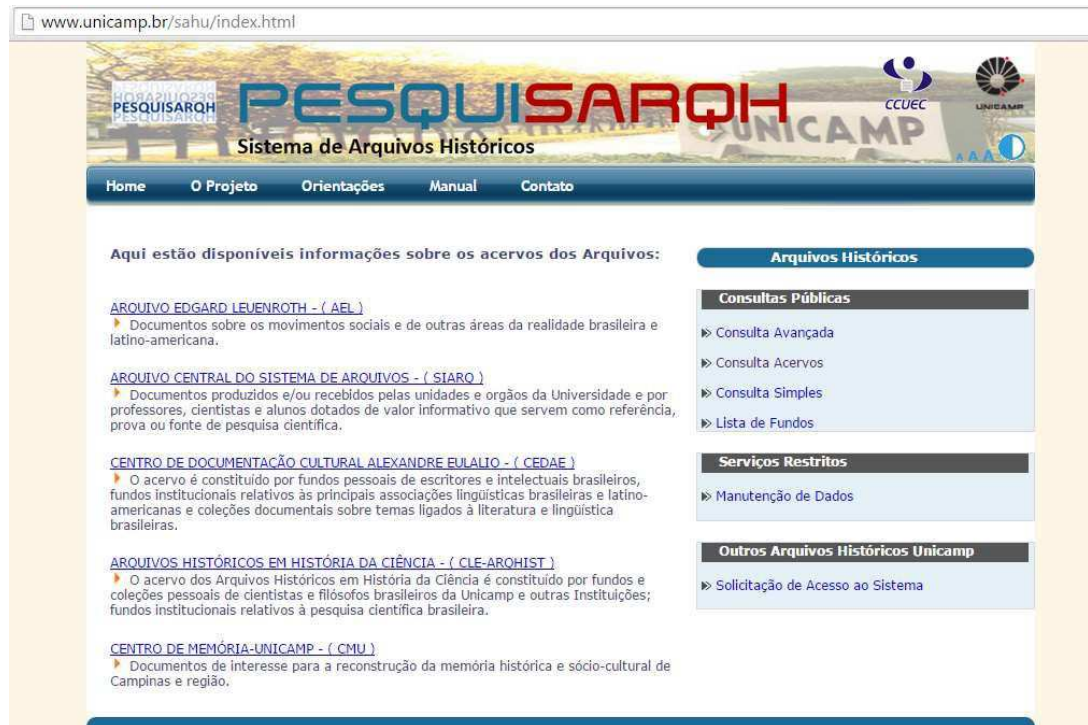 www.unicamp.br/sahu/index.html
PESQUISARQH
PESQUISARQH
Sistema de Arquivos Históricos
CCUEC
UNICAMP
UNICAMP
A A A
Home O Projeto Orientações Manual Contato
Aqui estão disponíveis informações sobre os acervos dos Arquivos:
ARQUIVO EDGARD LEUENROTH - ( AEL )
Documentos sobre os movimentos sociais e de outras áreas da realidade brasileira e
latino-americana.
ARQUIVO CENTRAL DO SISTEMA DE ARQUIVOS - ( SIARQ )
Documentos produzidos e/ou recebidos pelas unidades e orgãos da Universidade e por
professores, cientistas e alunos dotados de valor informativo que servem como referência,
prova ou fonte de pesquisa científica.
CENTRO DE DOCUMENTAÇÃO CULTURAL ALEXANDRE EULALIO - ( CEDAE )
O acervo é constituído por fundos pessoais de escritores e intelectuais brasileiros,
fundos institucionais relativos às principais associações lingüísticas brasileiras e latino-
americanas e coleções documentais sobre temas ligados à literatura e lingüística
brasileiras.
ARQUIVOS HISTÓRICOS EM HISTÓRIA DA CIÊNCIA - ( CLE-ARQHIST )
O acervo dos Arquivos Históricos em História da Ciência é constituído por fundos e
coleções pessoais de cientistas e filósofos brasileiros da Unicamp e outras Instituições;
fundos institucionais relativos à pesquisa científica brasileira.
CENTRO DE MEMÓRIA-UNICAMP - ( CMU )
Documentos de interesse para a reconstrução da memória histórica e sócio-cultural de
Campinas e região.
Arquivos Históricos
Consultas Públicas
Consulta Avançada
Consulta Acervos
Consulta Simples
Lista de Fundos
Serviços Restritos
Manutenção de Dados
Outros Arquivos Históricos Unicamp
Solicitação de Acesso ao Sistema